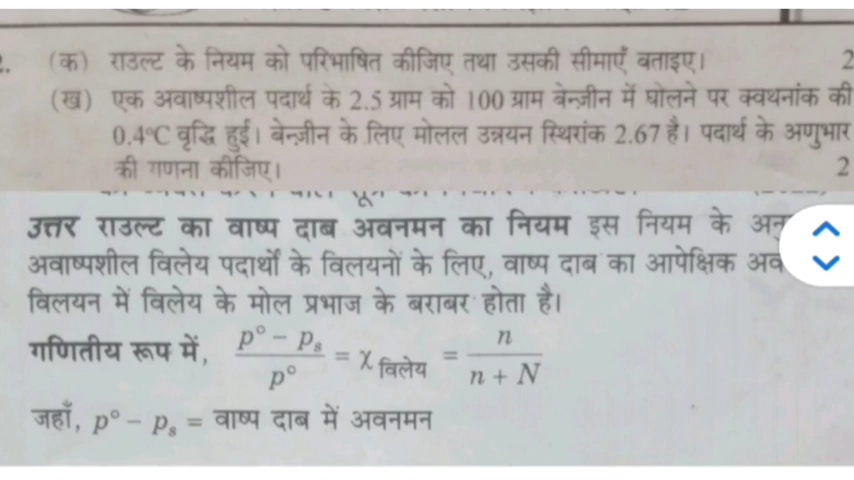 (क) राउल्ट के नियम को परिभाषित कीजिए तथा उसकी सीमाएँ बताइए। 2
(ख) एक अवाष्पशील पदार्थ के 2.5 ग्राम को 100 ग्राम बेन्ज़ीन में घोलने पर क्वथनांक की
0.4°C वृद्धि हुई। बेन्ज़ीन के लिए मोलल उन्नयन स्थिरांक 2.67 है। पदार्थ के अणुभार
की गणना कीजिए। 2
उत्तर राउल्ट का वाष्प दाब अवनमन का नियम इस नियम के
अवाष्पशील विलेय पदार्थों के विलयनों के लिए, वाष्प दाब का आपेक्षिक
विलयन में विलेय के मोल प्रभाज के बराबर होता है।
गणितीय रूप में, (p° − pₛ)/p° = χ विलेय = n/(n + N)
जहाँ, p° − pₛ = वाष्प दाब में अवनमन